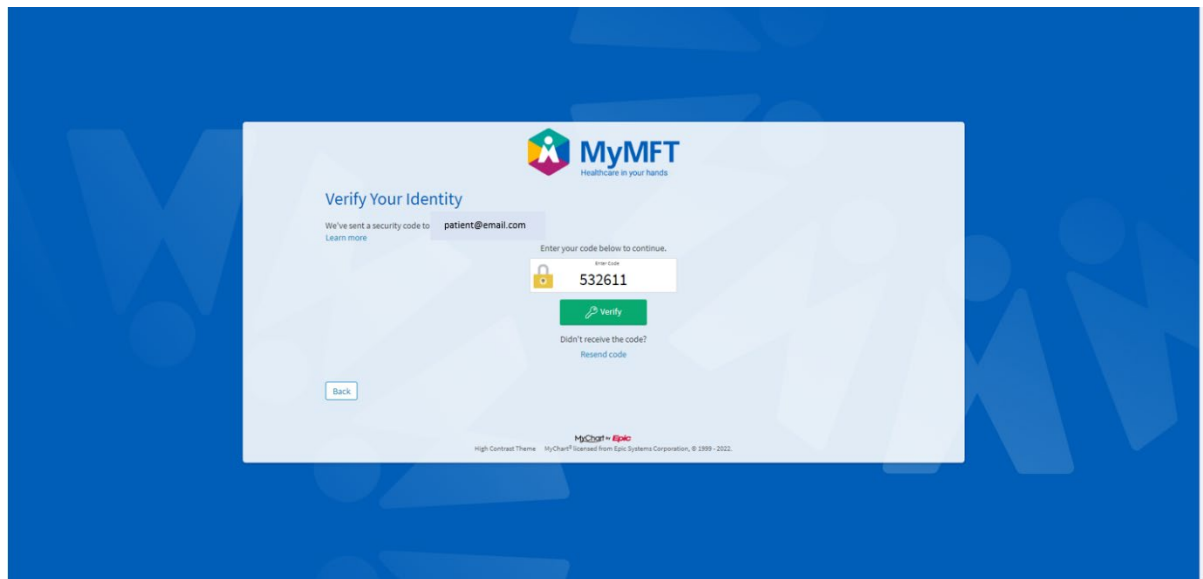 MyMFT
Healthcare in your hands
Verify Your Identity
We've sent a security code to patient@email.com
Learn more
Enter your code below to continue.
Enter Code
532611
Verify
Didn't receive the code?
Resend code
Back
MyChart by Epic
High Contrast Theme MyChart® licensed from Epic Systems Corporation, © 1999 - 2022.